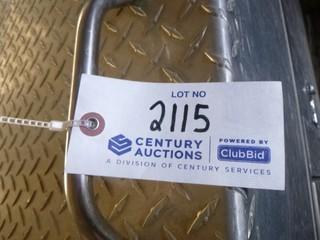 LOT NO
2115
CENTURY AUCTIONS
POWERED BY
ClubBid
A DIVISION OF CENTURY SERVICES